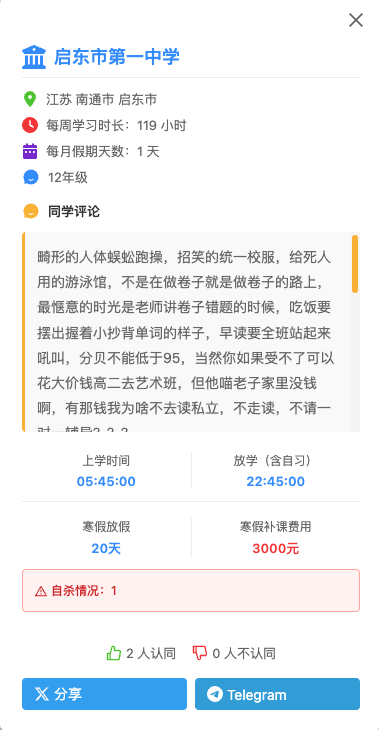 启东市第一中学
江苏 南通市 启东市
每周学习时长：119 小时
每月假期天数：1 天
12年级
同学评论
畸形的人体蜈蚣跑操，招笑的统一校服，给死人
用的游泳馆，不是在做卷子就是做卷子的路上，
最惬意的时光是老师讲卷子错题的时候，吃饭要
摆出握着小抄背单词的样子，早读要全班站起来
吼叫，分贝不能低于95，当然你如果受不了可以
花大价钱高二去艺术班，但他喵老子家里没钱
啊，有那钱我为啥不去读私立，不走读，不请一
对一辅导？？？
上学时间 放学（含自习）
05:45:00 22:45:00
寒假放假 寒假补课费用
20天 3000元
自杀情况：1
2 人认同 0 人不认同
分享 Telegram